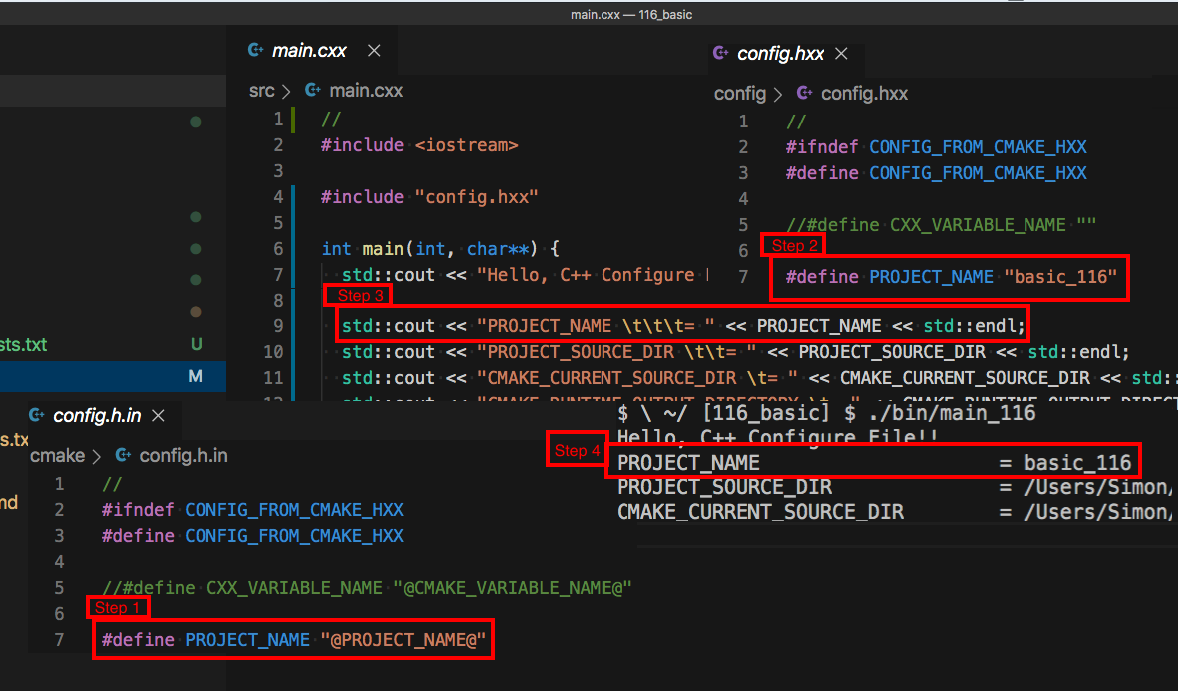 main.cxx — 116_basic
main.cxx ×
src > main.cxx
1 //
2 #include <iostream>
3
4 #include "config.hxx"
5
6 int main(int, char**) {
7 std::cout << "Hello, C++ Configure
8
Step 3
9 std::cout << "PROJECT_NAME \t\t\t= " << PROJECT_NAME << std::endl;
10 std::cout << "PROJECT_SOURCE_DIR \t\t= " << PROJECT_SOURCE_DIR << std::endl;
11 std::cout << "CMAKE_CURRENT_SOURCE_DIR \t= " << CMAKE_CURRENT_SOURCE_DIR << std::
config.hxx ×
config > config.hxx
1 //
2 #ifndef CONFIG_FROM_CMAKE_HXX
3 #define CONFIG_FROM_CMAKE_HXX
4
5 //#define CXX_VARIABLE_NAME ""
6
Step 2
7 #define PROJECT_NAME "basic_116"
sts.txt U
M
s.tx
md
config.h.in ×
cmake > config.h.in
1 //
2 #ifndef CONFIG_FROM_CMAKE_HXX
3 #define CONFIG_FROM_CMAKE_HXX
4
5 //#define CXX_VARIABLE_NAME "@CMAKE_VARIABLE_NAME@"
6
Step 1
7 #define PROJECT_NAME "@PROJECT_NAME@"
$ \ ~/ [116_basic] $ ./bin/main_116
Hello, C++ Configure File!!
Step 4
PROJECT_NAME = basic_116
PROJECT_SOURCE_DIR = /Users/Simon/
CMAKE_CURRENT_SOURCE_DIR = /Users/Simon/